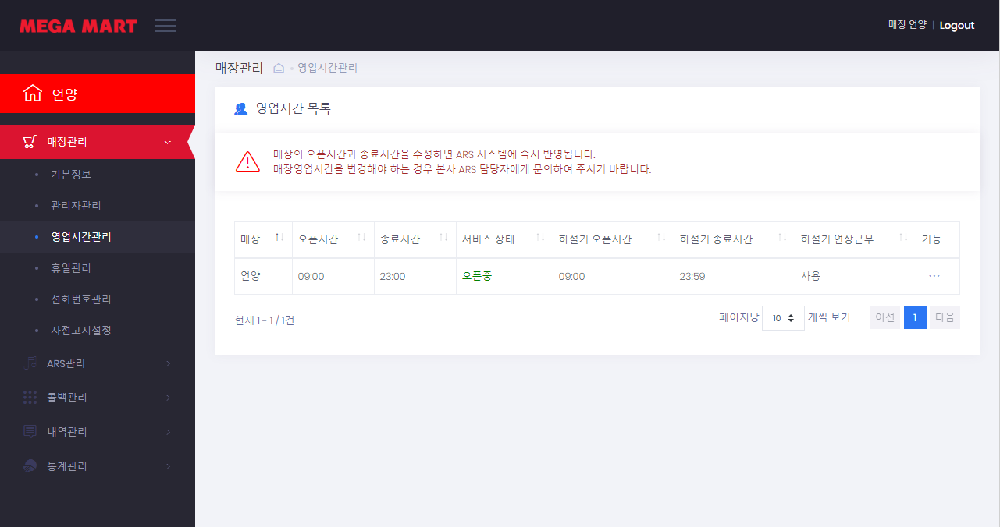 MEGA MART
매장 언양 | Logout
언양
매장관리
기본정보
관리자관리
영업시간관리
휴일관리
전화번호관리
사전고지설정
ARS관리
콜백관리
내역관리
통계관리
매장관리 영업시간관리
영업시간 목록
매장의 오픈시간과 종료시간을 수정하면 ARS 시스템에 즉시 반영됩니다.
매장영업시간을 변경해야 하는 경우 본사 ARS 담당자에게 문의하여 주시기 바랍니다.
매장 오픈시간 종료시간 서비스 상태 하절기 오픈시간 하절기 종료시간 하절기 연장근무 기능
언양 09:00 23:00 오픈중 09:00 23:59 사용 ···
현재 1 - 1 / 1건 페이지당 10 개씩 보기 이전 1 다음